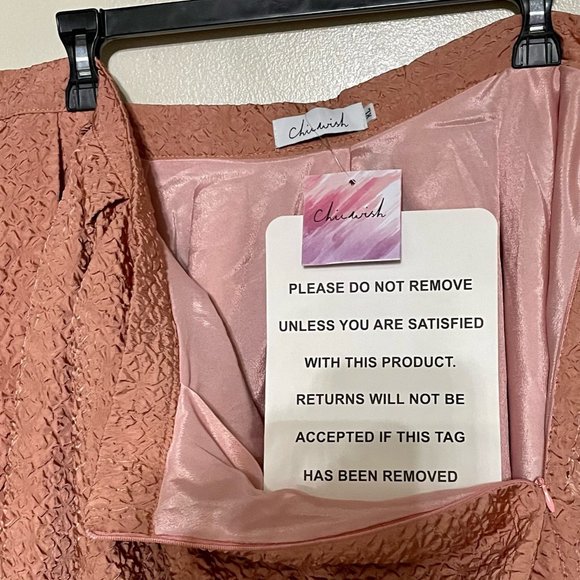 Chicwish
XL
Chicwish
PLEASE DO NOT REMOVE
UNLESS YOU ARE SATISFIED
WITH THIS PRODUCT.
RETURNS WILL NOT BE
ACCEPTED IF THIS TAG
HAS BEEN REMOVED